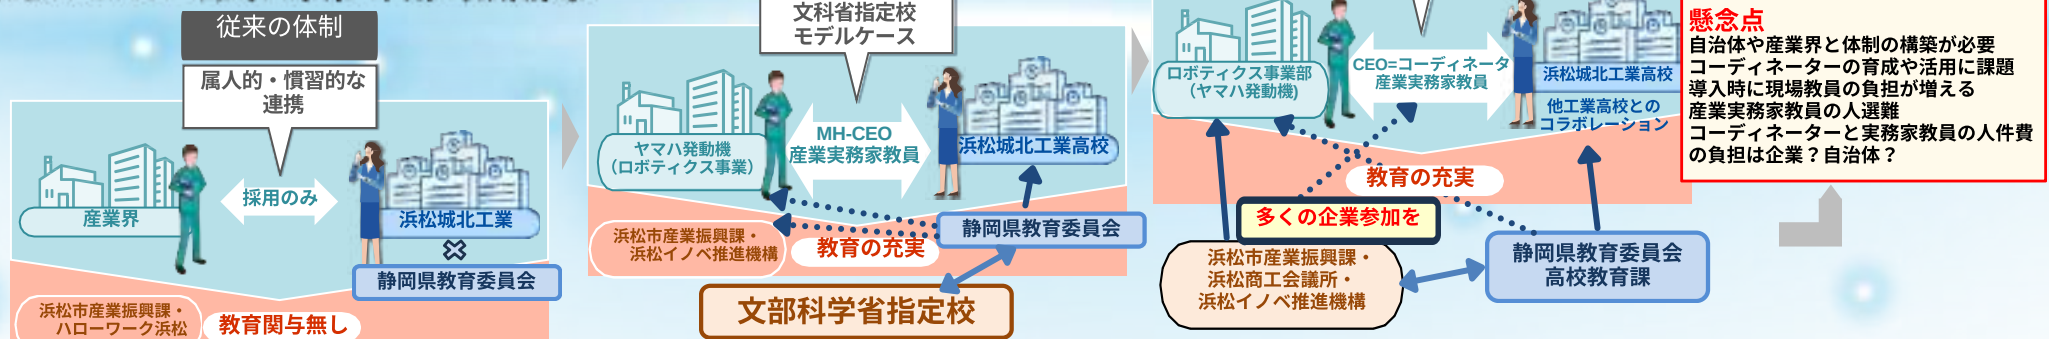 従来の体制
属人的・慣習的な
連携
産業界
採用のみ
浜松城北工業
静岡県教育委員会
浜松市産業振興課・
ハローワーク浜松
教育関与無し
文科省指定校
モデルケース
ヤマハ発動機
（ロボティクス事業）
MH-CEO
産業実務家教員
浜松城北工業高校
静岡県教育委員会
浜松市産業振興課・
浜松イノベ推進機構
教育の充実
文部科学省指定校
ロボティクス事業部
（ヤマハ発動機)
CEO=コーディネータ
産業実務家教員
浜松城北工業高校
他工業高校との
コラボレーション
教育の充実
多くの企業参加を
浜松市産業振興課・
浜松商工会議所・
浜松イノベ推進機構
静岡県教育委員会
高校教育課
懸念点
自治体や産業界と体制の構築が必要
コーディネーターの育成や活用に課題
導入時に現場教員の負担が増える
産業実務家教員の人選難
コーディネーターと実務家教員の人件費
の負担は企業？自治体？